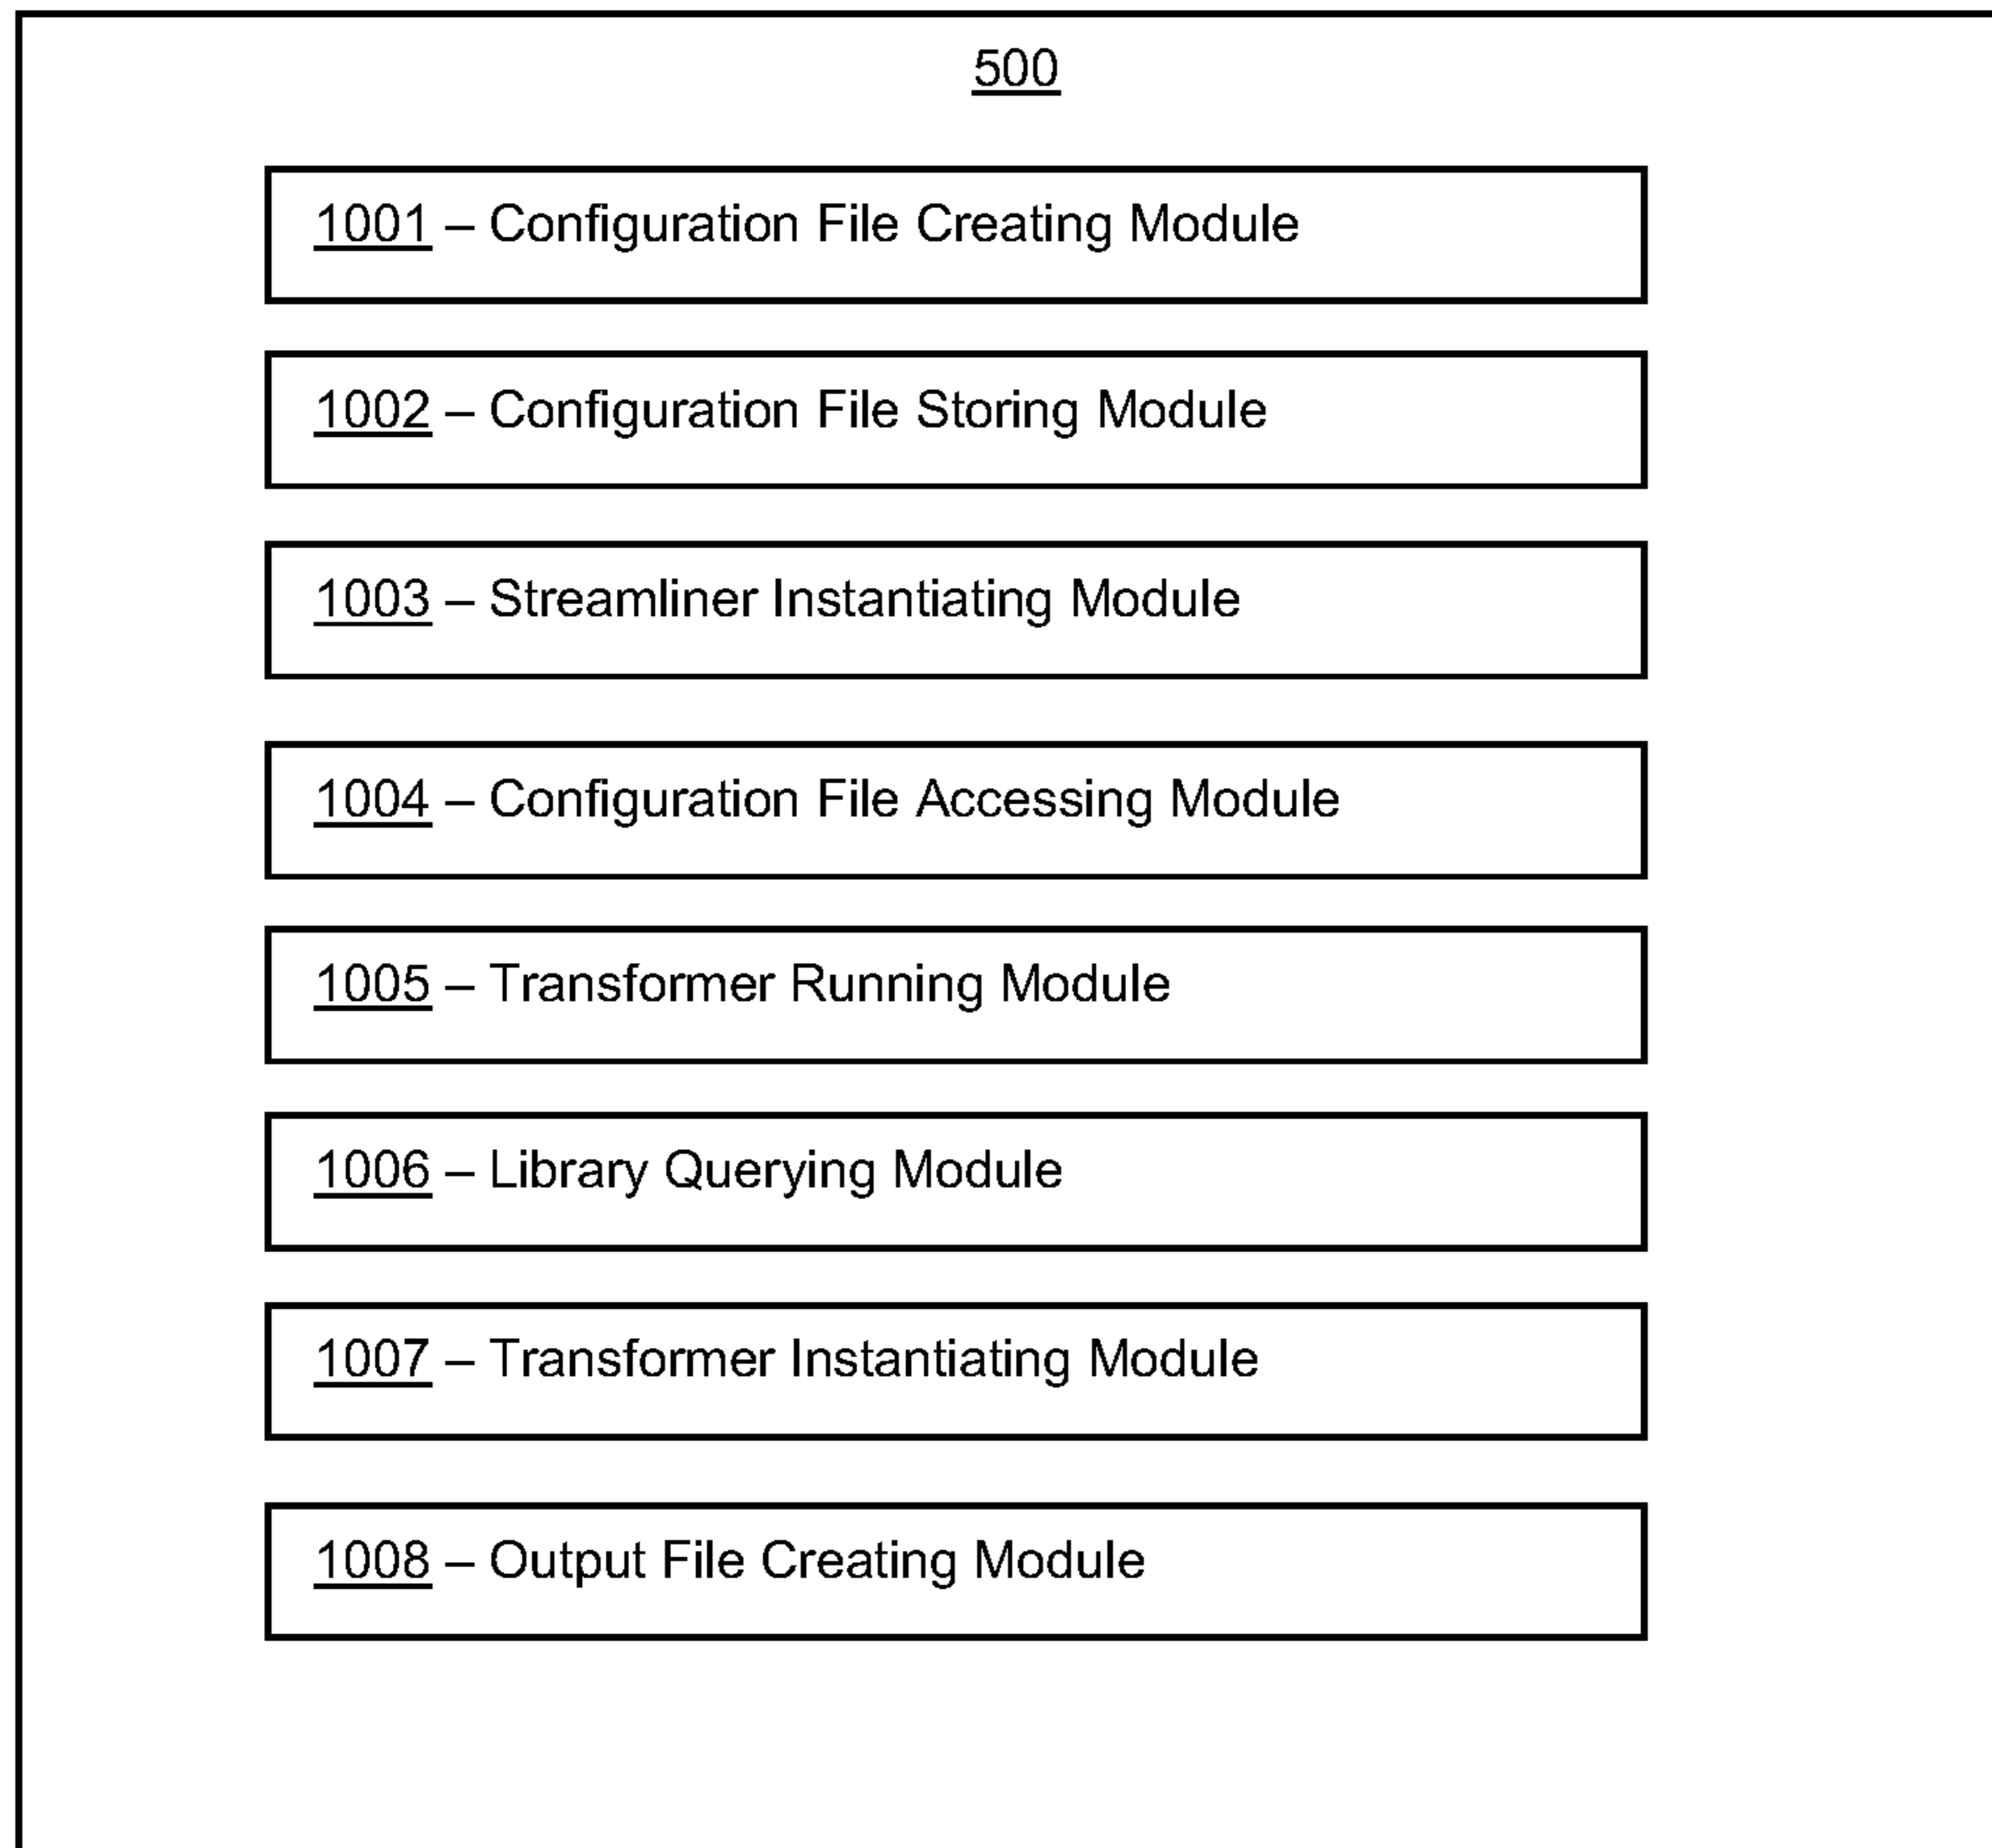 500
1001 – Configuration File Creating Module
1002 – Configuration File Storing Module
1003 – Streamliner Instantiating Module
1004 – Configuration File Accessing Module
1005 – Transformer Running Module
1006 – Library Querying Module
1007 – Transformer Instantiating Module
1008 – Output File Creating Module